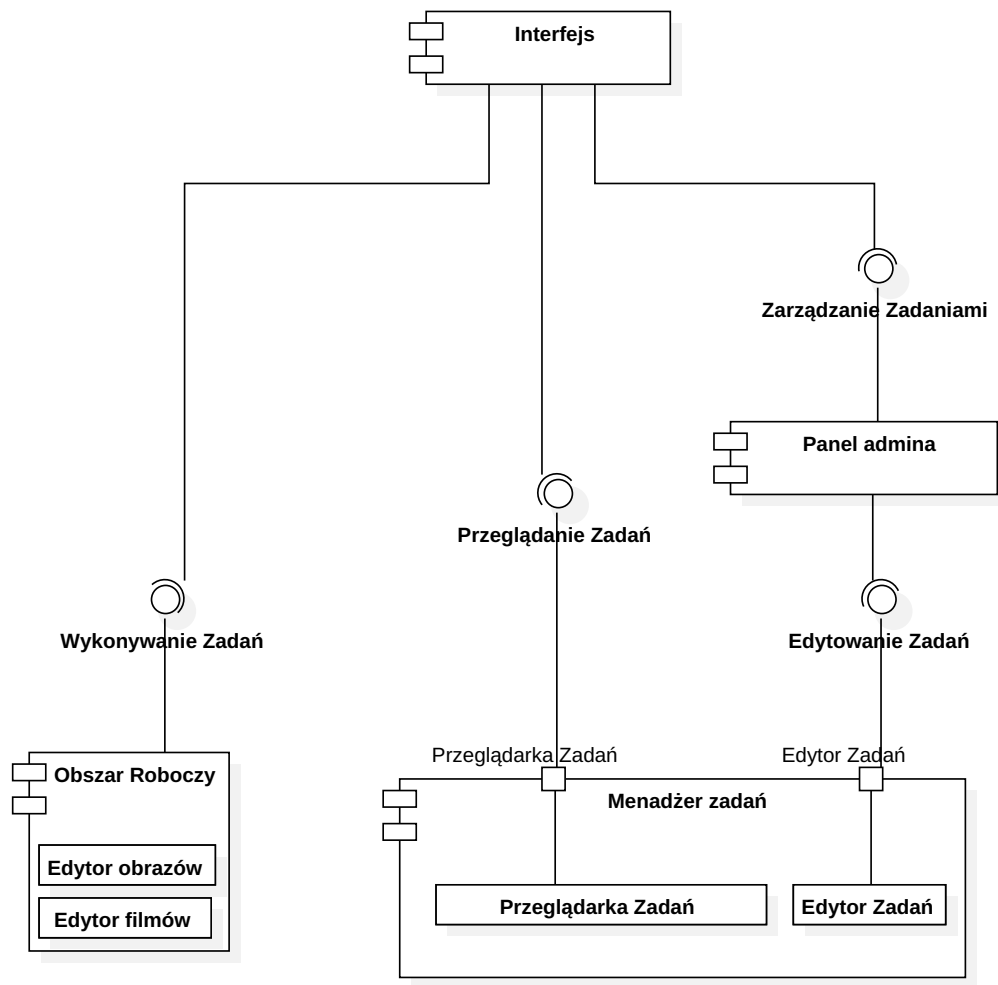 Interfejs
Zarządzanie Zadaniami
Panel admina
Przeglądanie Zadań
Wykonywanie Zadań
Edytowanie Zadań
Przeglądarka Zadań
Edytor Zadań
Obszar Roboczy
Menadżer zadań
Edytor obrazów
Edytor filmów
Przeglądarka Zadań
Edytor Zadań